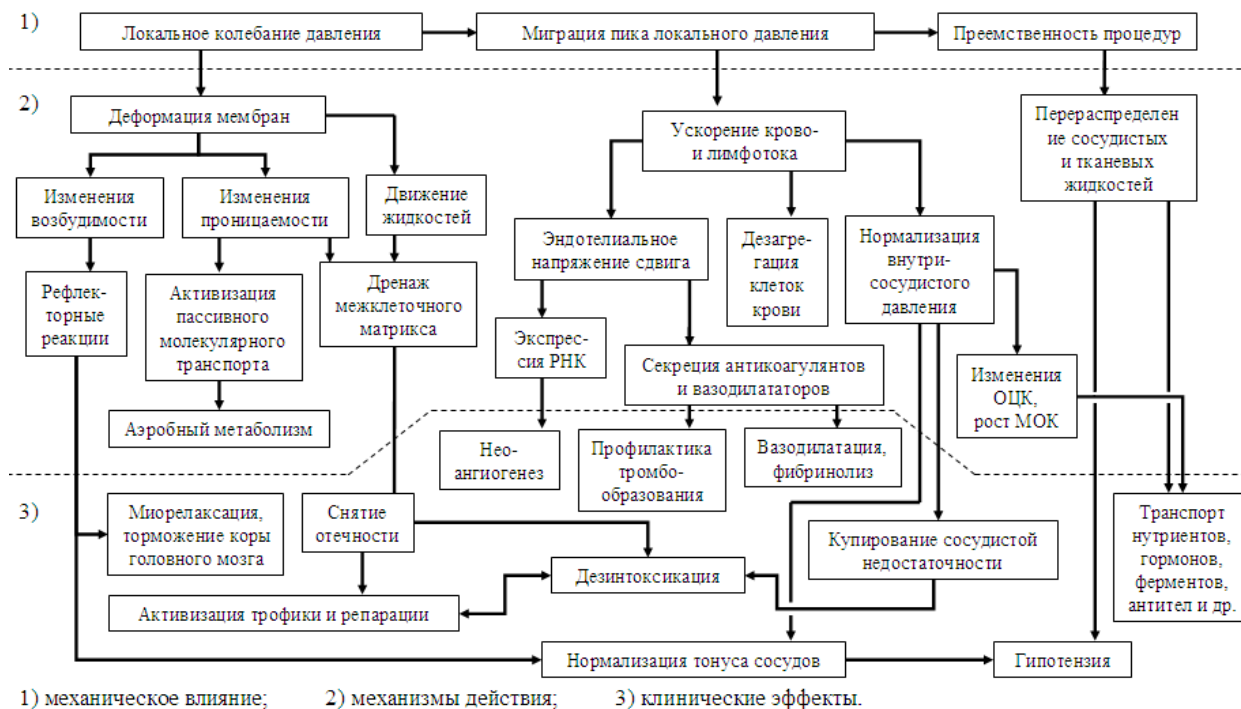 1)
Локальное колебание давления
Миграция пика локального давления
Преемственность процедур
2)
Деформация мембран
Ускорение крово-
и лимфотока
Перераспределен
ие сосудистых
и тканевых
жидкостей
Изменения
возбудимости
Изменения
проницаемости
Движение
жидкостей
Эндотелиальное
напряжение сдвига
Дезагре-
гация
клеток
крови
Нормализация
внутри-
сосудистого
давления
Рефлек-
торные
реакции
Активизация
пассивного
молекулярного
транспорта
Дренаж
межклеточного
матрикса
Экспрес-
сия РНК
Секреция антикоагулянтов
и вазодилататоров
Изменения
ОЦК,
рост МОК
Аэробный метаболизм
Нео-
ангиогенез
Профилактика
тромбо-
образования
Вазодилатация,
фибринолиз
3)
Миорелаксация,
торможение коры
головного мозга
Снятие
отечности
Дезинтоксикация
Купирование сосудистой
недостаточности
Транспорт
нутриентов,
гормонов,
ферментов,
антител и др.
Активизация трофики и репарации
Нормализация тонуса сосудов
Гипотензия
1) механическое влияние; 2) механизмы действия; 3) клинические эффекты.